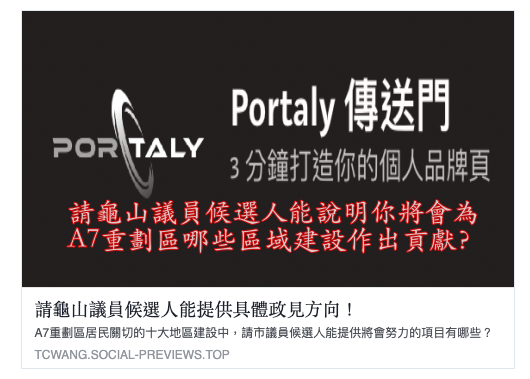 PORTALY
Portaly 傳送門
3 分鐘打造你的個人品牌頁
請龜山議員候選人能說明你將會為
A7重劃區哪些區域建設作出貢獻?
請龜山議員候選人能提供具體政見方向！
A7重劃區居民關切的十大地區建設中，請市議員候選人能提供將會努力的項目有哪些？
TCWANG.SOCIAL-PREVIEWS.TOP